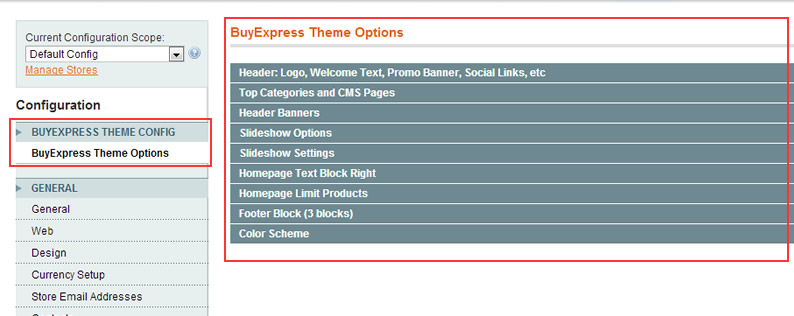 Current Configuration Scope:
Default Config
Manage Stores
Configuration
BUYEXPRESS THEME CONFIG
BuyExpress Theme Options
GENERAL
General
Web
Design
Currency Setup
Store Email Addresses
BuyExpress Theme Options
Header: Logo, Welcome Text, Promo Banner, Social Links, etc
Top Categories and CMS Pages
Header Banners
Slideshow Options
Slideshow Settings
Homepage Text Block Right
Homepage Limit Products
Footer Block (3 blocks)
Color Scheme